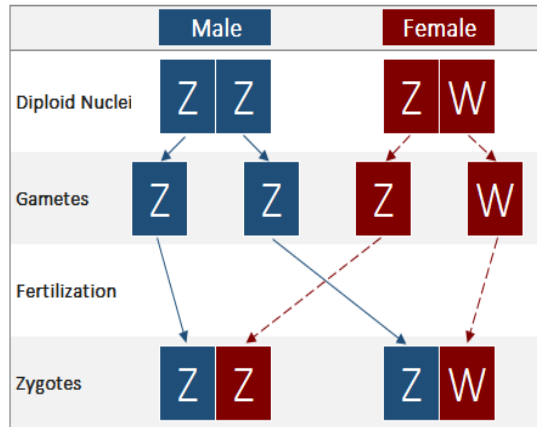 Male Female
Diploid Nuclei Z Z Z W
Gametes Z Z Z W
Fertilization
Zygotes Z Z Z W